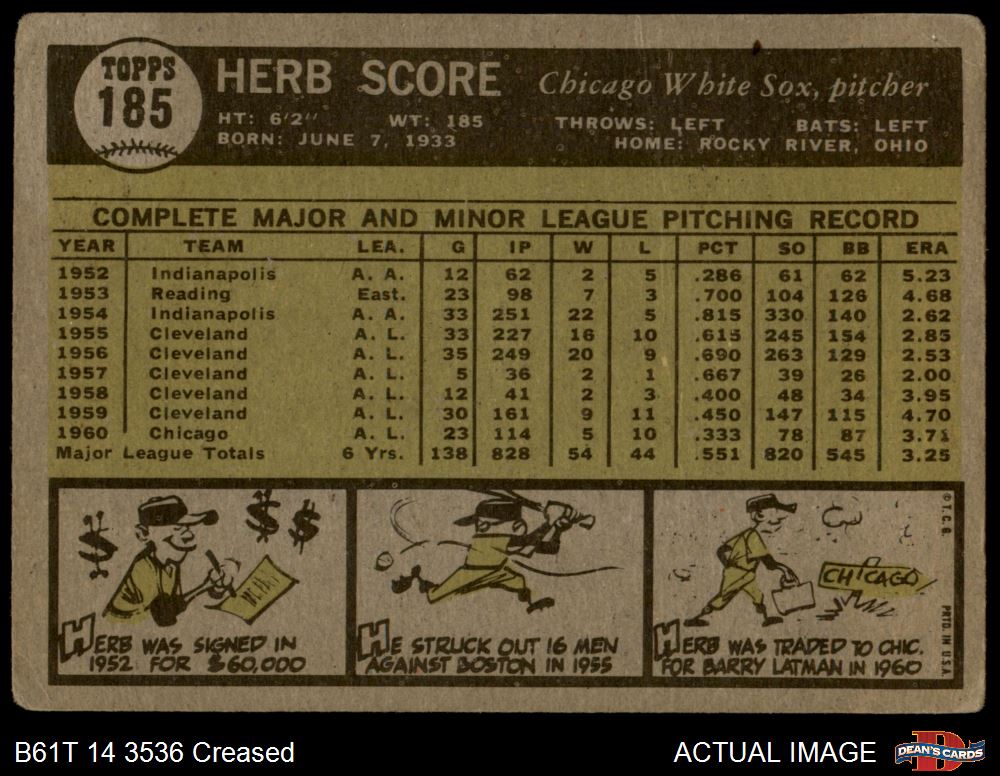 TOPPS
185
HERB SCORE Chicago White Sox, pitcher
HT: 6'2" WT: 185 THROWS: LEFT BATS: LEFT
BORN: JUNE 7, 1933 HOME: ROCKY RIVER, OHIO
COMPLETE MAJOR AND MINOR LEAGUE PITCHING RECORD
YEAR TEAM LEA. G IP W L PCT SO BB ERA
1952 Indianapolis A. A. 12 62 2 5 .286 61 62 5.23
1953 Reading East. 23 98 7 3 .700 104 126 4.68
1954 Indianapolis A. A. 33 251 22 5 .815 330 140 2.62
1955 Cleveland A. L. 33 227 16 10 .615 245 154 2.85
1956 Cleveland A. L. 35 249 20 9 .690 263 129 2.53
1957 Cleveland A. L. 5 36 2 1 .667 39 26 2.00
1958 Cleveland A. L. 12 41 2 3 .400 48 34 3.95
1959 Cleveland A. L. 30 161 9 11 .450 147 115 4.70
1960 Chicago A. L. 23 114 5 10 .333 78 87 3.71
Major League Totals 6 Yrs. 138 828 54 44 .551 820 545 3.25
$ $ $
HERB WAS SIGNED IN
1952 FOR $60,000
HE STRUCK OUT 16 MEN
AGAINST BOSTON IN 1955
CHICAGO
HERB WAS TRADED TO CHIC.
FOR BARRY LATMAN IN 1960
© T. C. G.
PRTD. IN U.S.A.
B61T 14 3536 Creased ACTUAL IMAGE
D
DEAN'S CARDS